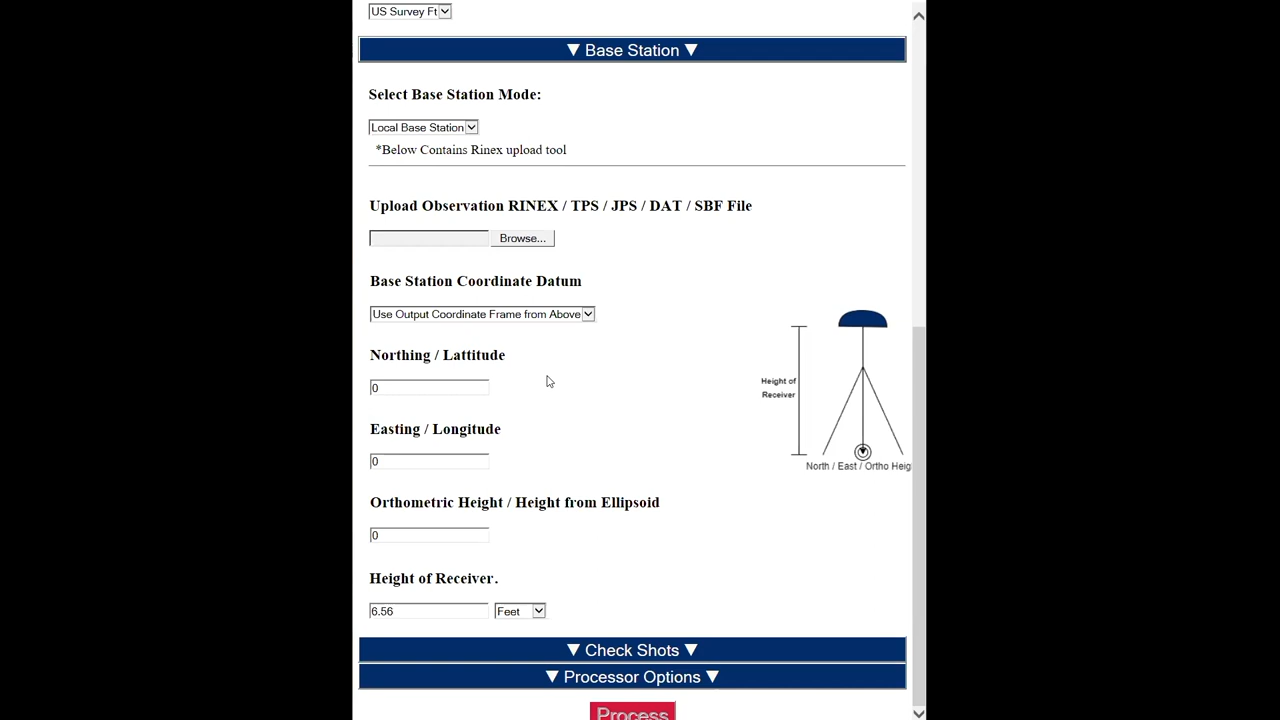 US Survey Ft
▼ Base Station ▼
Select Base Station Mode:
Local Base Station
*Below Contains Rinex upload tool
Upload Observation RINEX / TPS / JPS / DAT / SBF File
Browse...
Base Station Coordinate Datum
Use Output Coordinate Frame from Above
Northing / Lattitude
0
Height of
Receiver
Easting / Longitude
0
North / East / Ortho Heig
Orthometric Height / Height from Ellipsoid
0
Height of Receiver.
6.56 Feet
▼ Check Shots ▼
▼ Processor Options ▼
Process